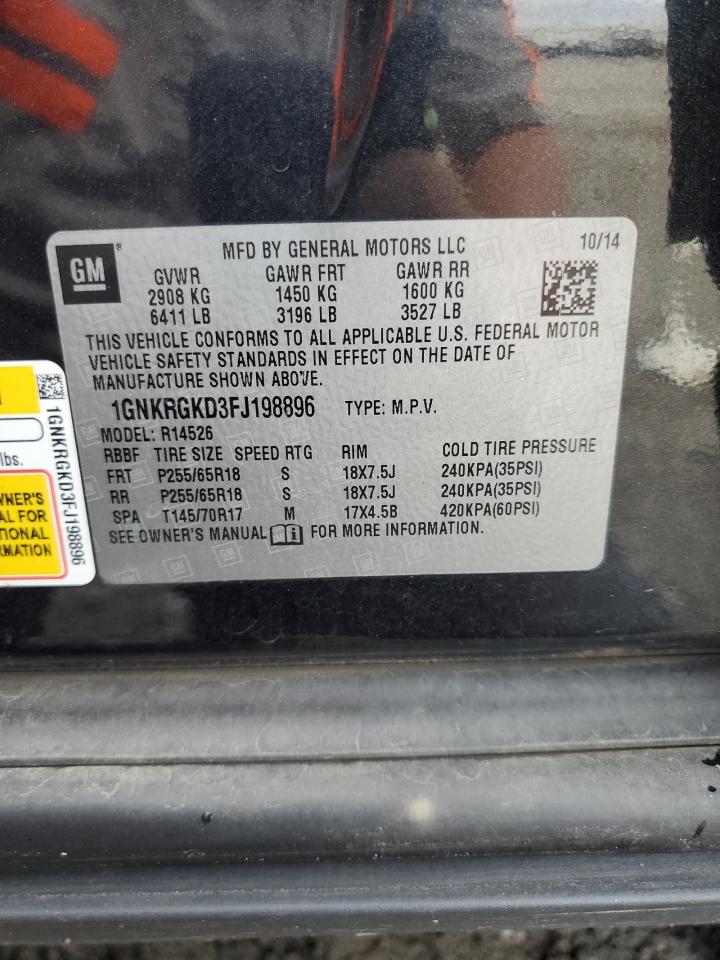 GM ®
MFD BY GENERAL MOTORS LLC 10/14
GVWR GAWR FRT GAWR RR
2908 KG 1450 KG 1600 KG
6411 LB 3196 LB 3527 LB
THIS VEHICLE CONFORMS TO ALL APPLICABLE U.S. FEDERAL MOTOR
VEHICLE SAFETY STANDARDS IN EFFECT ON THE DATE OF
MANUFACTURE SHOWN ABOVE.
1GNKRGKD3FJ198896 TYPE: M.P.V.
MODEL: R14526
RBBF TIRE SIZE SPEED RTG RIM COLD TIRE PRESSURE
FRT P255/65R18 S 18X7.5J 240KPA(35PSI)
RR P255/65R18 S 18X7.5J 240KPA(35PSI)
SPA T145/70R17 M 17X4.5B 420KPA(60PSI)
SEE OWNER'S MANUAL FOR MORE INFORMATION.
1GNKRGKD3FJ198896
lbs.
FOR